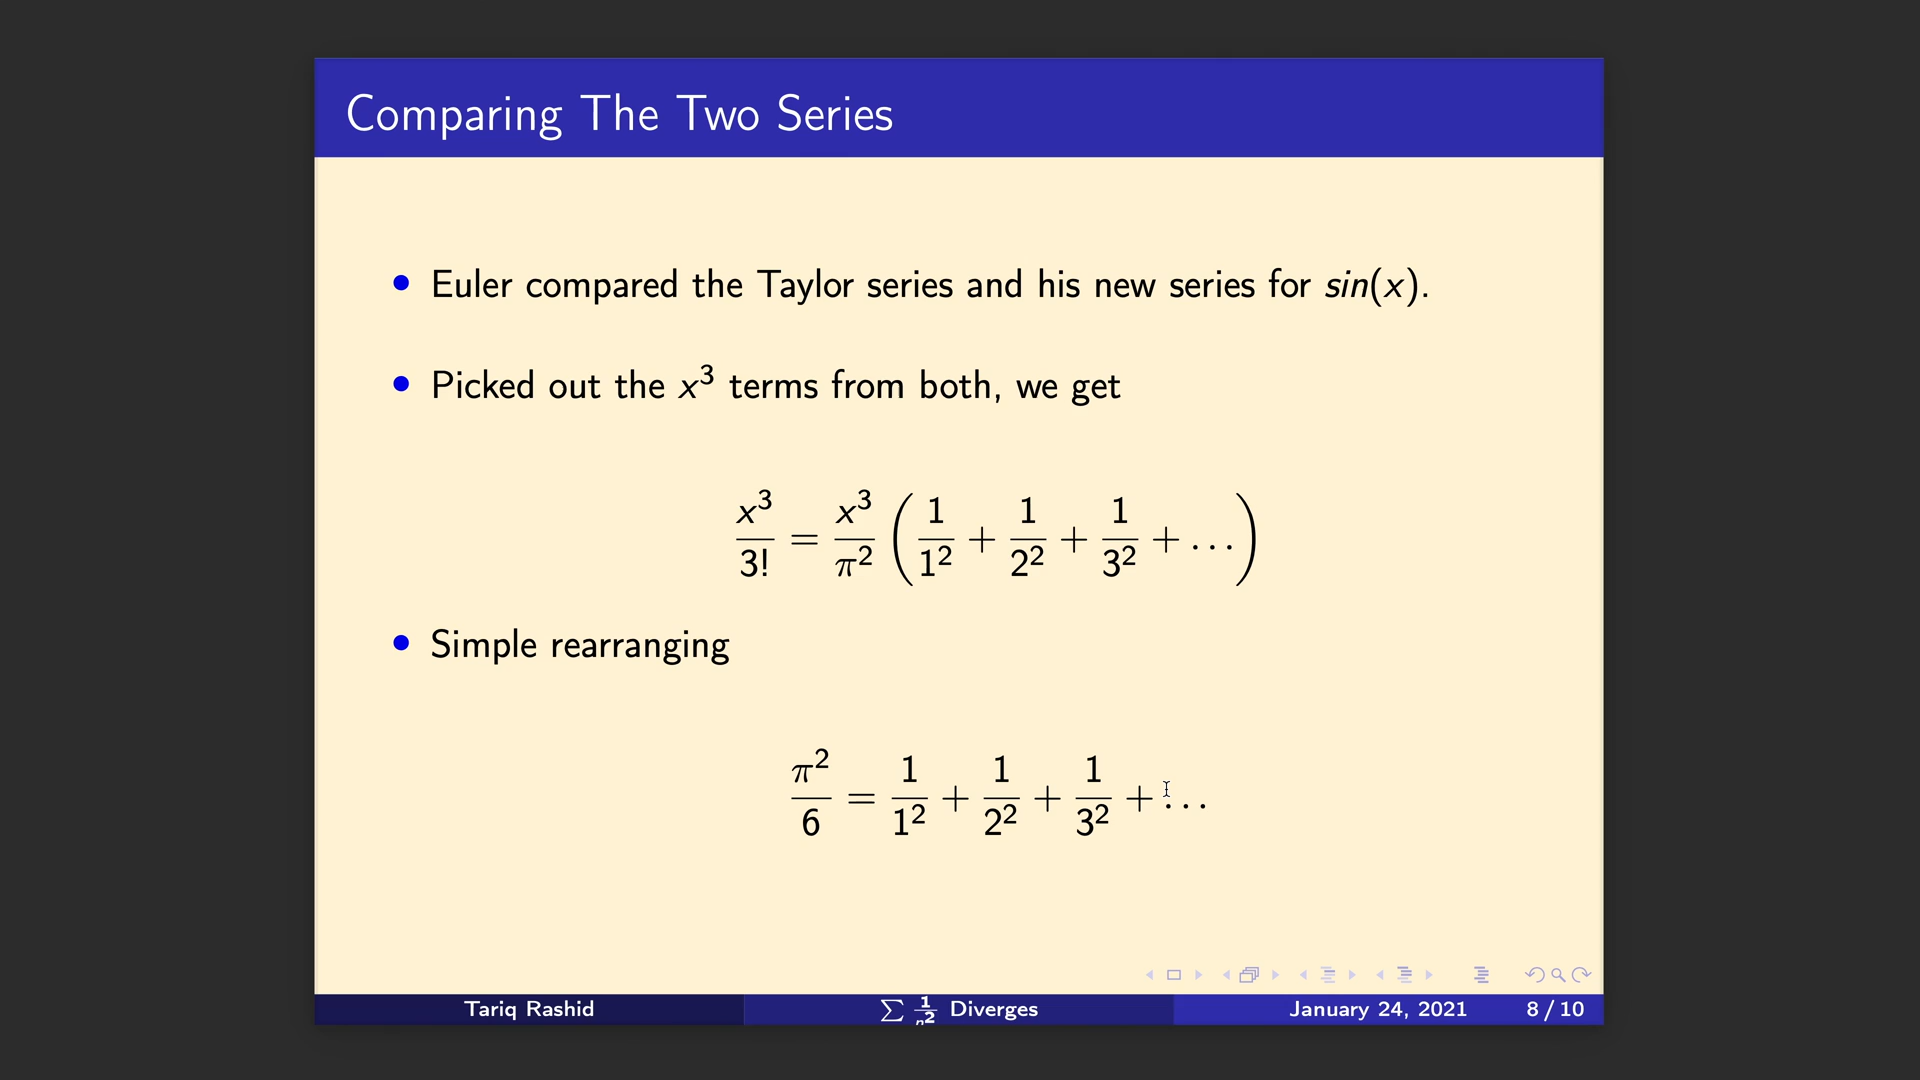 Comparing The Two Series
• Euler compared the Taylor series and his new series for sin(x).
• Picked out the x³ terms from both, we get
x³/3! = x³/π² (1/1² + 1/2² + 1/3² + ...)
• Simple rearranging
π²/6 = 1/1² + 1/2² + 1/3² + ...
Tariq Rashid ∑ 1/n² Diverges January 24, 2021 8 / 10